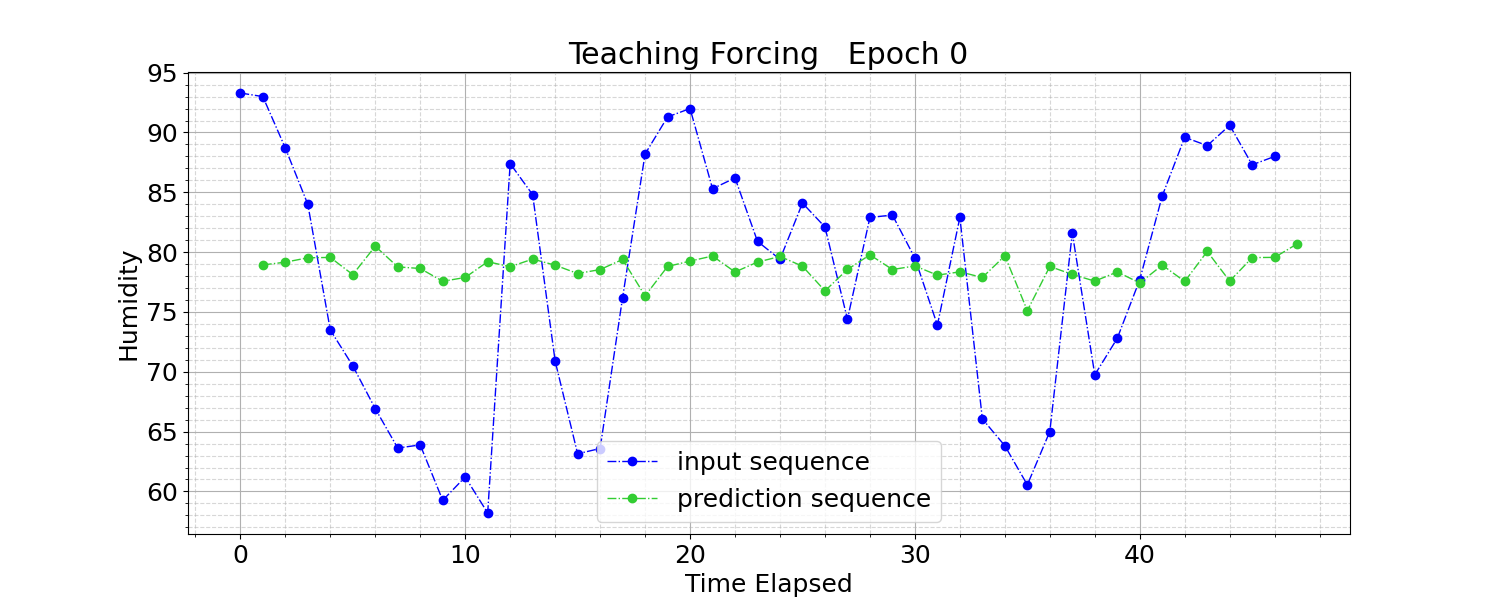 Teaching Forcing   Epoch 0
Humidity
95
90
85
80
75
70
65
60
input sequence
prediction sequence
0
10
20
30
40
Time Elapsed